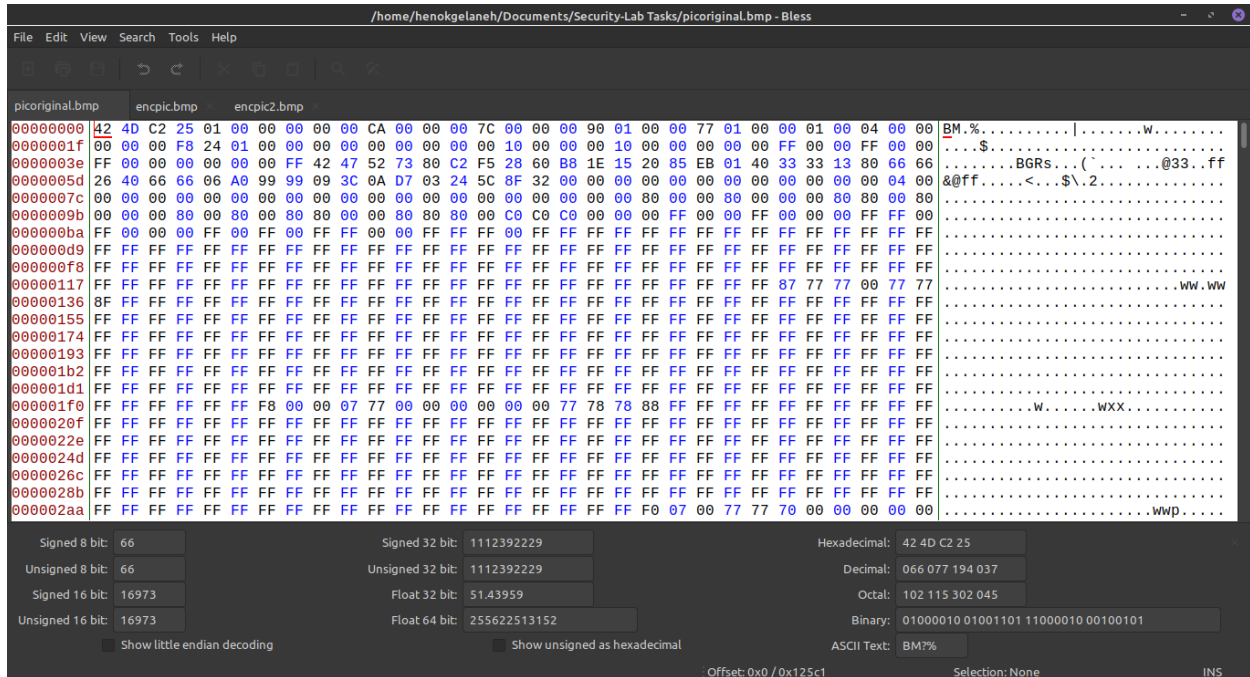 /home/henokgelaneh/Documents/Security-Lab Tasks/picoriginal.bmp - Bless
File Edit View Search Tools Help
picoriginal.bmp encpic.bmp encpic2.bmp
00000000 42 4D C2 25 01 00 00 00 00 00 CA 00 00 00 7C 00 00 00 90 01 00 00 77 01 00 00 01 00 04 00 00 BM.%..........|.......w........
0000001f 00 00 00 F8 24 01 00 00 00 00 00 00 00 00 10 00 00 00 10 00 00 00 00 00 00 FF 00 00 FF 00 00 ....$..........................
0000003e FF 00 00 00 00 00 00 FF 42 47 52 73 80 C2 F5 28 60 B8 1E 15 20 85 EB 01 40 33 33 13 80 66 66 ........BGRs...(`... ...@33..ff
0000005d 26 40 66 66 06 A0 99 99 09 3C 0A D7 03 24 5C 8F 32 00 00 00 00 00 00 00 00 00 00 00 00 04 00 &@ff.....<...$\.2..............
0000007c 00 00 00 00 00 00 00 00 00 00 00 00 00 00 00 00 00 00 00 00 80 00 00 80 00 00 00 80 80 00 80 ...............................
0000009b 00 00 00 80 00 80 00 80 80 00 00 80 80 80 00 C0 C0 C0 00 00 00 FF 00 00 FF 00 00 00 FF FF 00 ...............................
000000ba FF 00 00 00 FF 00 FF 00 FF FF 00 00 FF FF FF 00 FF FF FF FF FF FF FF FF FF FF FF FF FF FF FF ...............................
000000d9 FF FF FF FF FF FF FF FF FF FF FF FF FF FF FF FF FF FF FF FF FF FF FF FF FF FF FF FF FF FF FF ...............................
000000f8 FF FF FF FF FF FF FF FF FF FF FF FF FF FF FF FF FF FF FF FF FF FF FF FF FF FF FF FF FF FF FF ...............................
00000117 FF FF FF FF FF FF FF FF FF FF FF FF FF FF FF FF FF FF FF FF FF FF FF FF FF 87 77 77 00 77 77 ..........................ww.ww
00000136 8F FF FF FF FF FF FF FF FF FF FF FF FF FF FF FF FF FF FF FF FF FF FF FF FF FF FF FF FF FF FF ...............................
00000155 FF FF FF FF FF FF FF FF FF FF FF FF FF FF FF FF FF FF FF FF FF FF FF FF FF FF FF FF FF FF FF ...............................
00000174 FF FF FF FF FF FF FF FF FF FF FF FF FF FF FF FF FF FF FF FF FF FF FF FF FF FF FF FF FF FF FF ...............................
00000193 FF FF FF FF FF FF FF FF FF FF FF FF FF FF FF FF FF FF FF FF FF FF FF FF FF FF FF FF FF FF FF ...............................
000001b2 FF FF FF FF FF FF FF FF FF FF FF FF FF FF FF FF FF FF FF FF FF FF FF FF FF FF FF FF FF FF FF ...............................
000001d1 FF FF FF FF FF FF FF FF FF FF FF FF FF FF FF FF FF FF FF FF FF FF FF FF FF FF FF FF FF FF FF ...............................
000001f0 FF FF FF FF FF FF F8 00 00 07 77 00 00 00 00 00 00 77 78 78 88 FF FF FF FF FF FF FF FF FF FF ..........w......wxx...........
0000020f FF FF FF FF FF FF FF FF FF FF FF FF FF FF FF FF FF FF FF FF FF FF FF FF FF FF FF FF FF FF FF ...............................
0000022e FF FF FF FF FF FF FF FF FF FF FF FF FF FF FF FF FF FF FF FF FF FF FF FF FF FF FF FF FF FF FF ...............................
0000024d FF FF FF FF FF FF FF FF FF FF FF FF FF FF FF FF FF FF FF FF FF FF FF FF FF FF FF FF FF FF FF ...............................
0000026c FF FF FF FF FF FF FF FF FF FF FF FF FF FF FF FF FF FF FF FF FF FF FF FF FF FF FF FF FF FF FF ...............................
0000028b FF FF FF FF FF FF FF FF FF FF FF FF FF FF FF FF FF FF FF FF FF FF FF FF FF FF FF FF FF FF FF ...............................
000002aa FF FF FF FF FF FF FF FF FF FF FF FF FF FF FF FF FF FF FF FF F0 07 00 77 77 70 00 00 00 00 00 .......................wwp.....
Signed 8 bit: 66 Signed 32 bit: 1112392229 Hexadecimal: 42 4D C2 25
Unsigned 8 bit: 66 Unsigned 32 bit: 1112392229 Decimal: 066 077 194 037
Signed 16 bit: 16973 Float 32 bit: 51.43959 Octal: 102 115 302 045
Unsigned 16 bit: 16973 Float 64 bit: 255622513152 Binary: 01000010 01001101 11000010 00100101
Show little endian decoding Show unsigned as hexadecimal ASCII Text: BM?%
Offset: 0x0 / 0x125c1 Selection: None INS